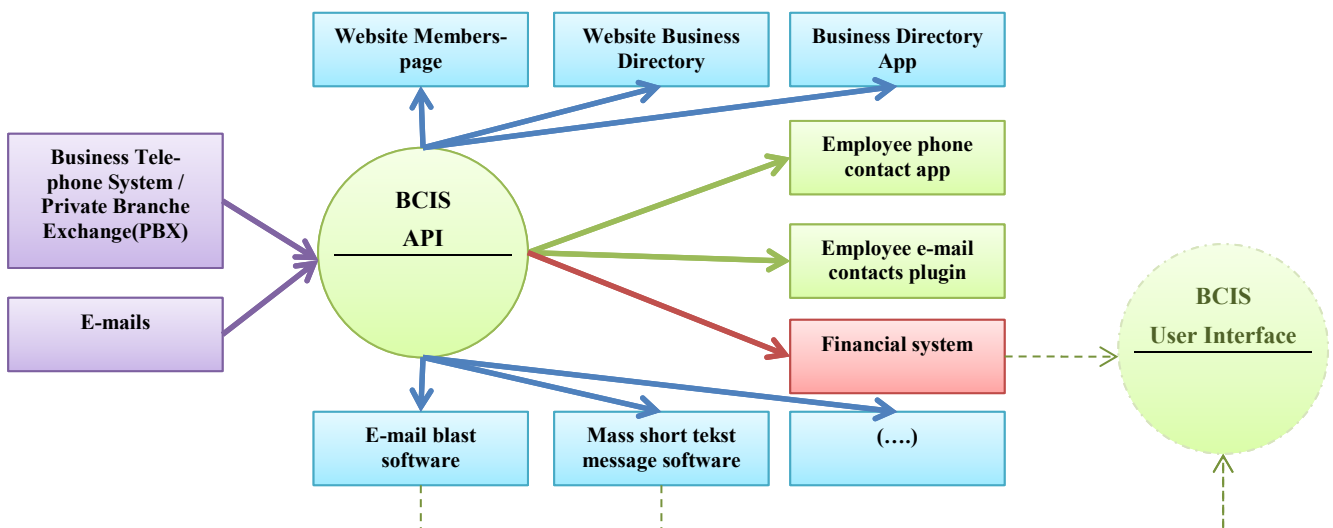 Website Members-
page
Website Business
Directory
Business Directory
App
Business Tele-
phone System /
Private Branche
Exchange(PBX)
E-mails
BCIS
API
Employee phone
contact app
Employee e-mail
contacts plugin
Financial system
BCIS
User Interface
E-mail blast
software
Mass short tekst
message software
(….)